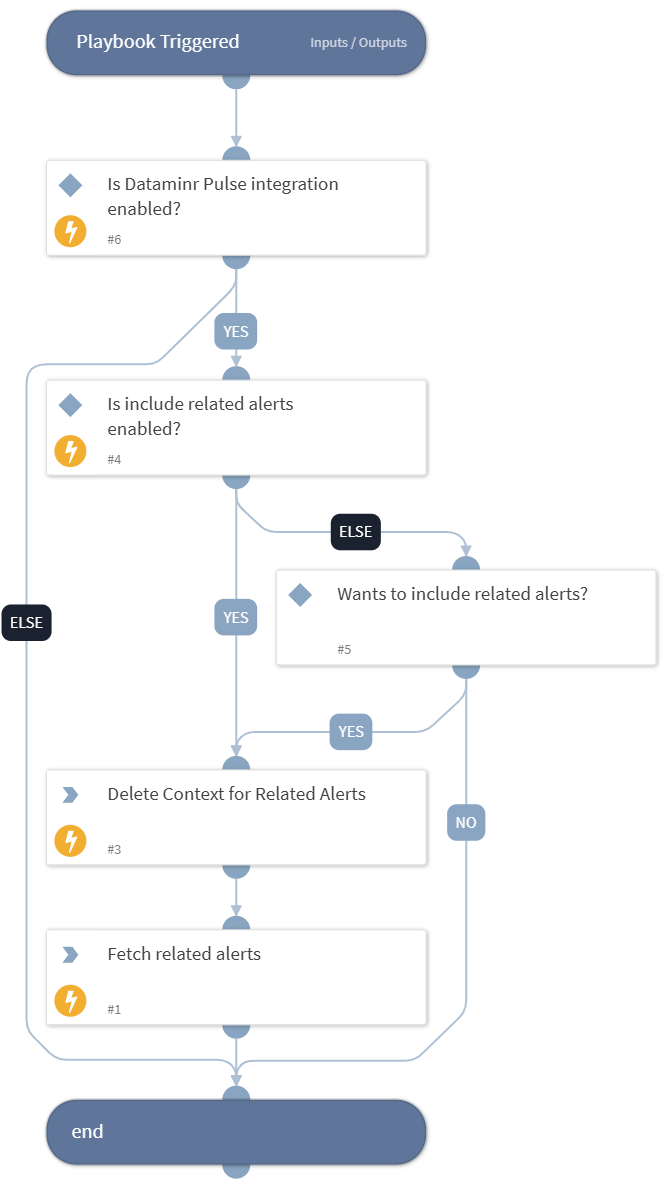 Playbook Triggered
Inputs / Outputs
Is Dataminr Pulse integration
enabled?
#6
YES
Is include related alerts
enabled?
#4
ELSE
Wants to include related alerts?
#5
YES
ELSE
YES
Delete Context for Related Alerts
#3
NO
Fetch related alerts
#1
end